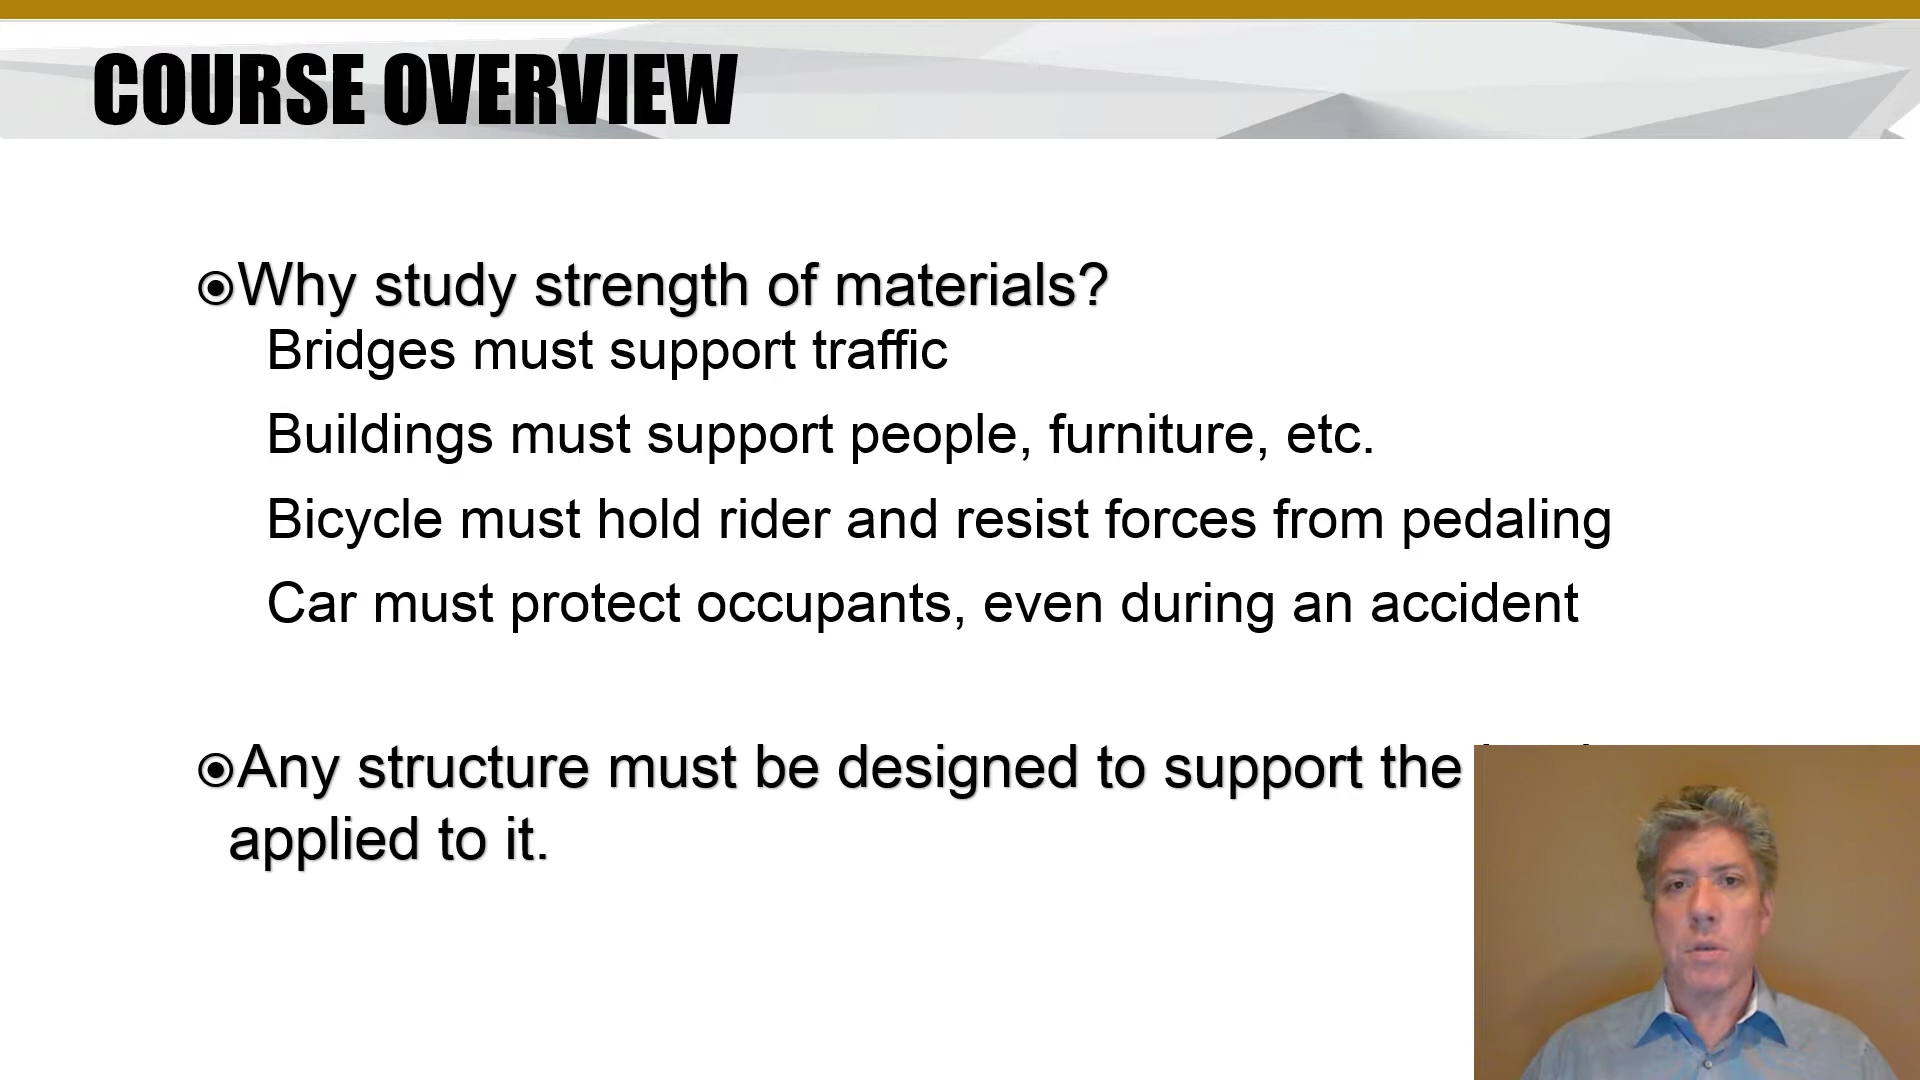 COURSE OVERVIEW
Why study strength of materials?
Bridges must support traffic
Buildings must support people, furniture, etc.
Bicycle must hold rider and resist forces from pedaling
Car must protect occupants, even during an accident
Any structure must be designed to support the
applied to it.